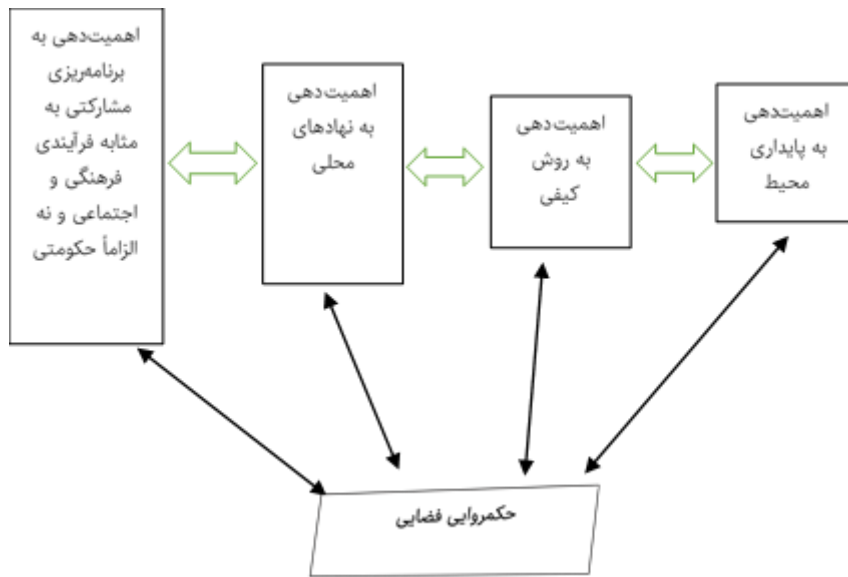 اهمیت‌دهی
به پایداری
محیط
اهمیت‌دهی
به روش
کیفی
اهمیت‌دهی
به نهادهای
محلی
اهمیت‌دهی به
برنامه‌ریزی
مشارکتی به
مثابه فرآیندی
فرهنگی و
اجتماعی و نه
الزاماً حکومتی
حکمروایی فضایی